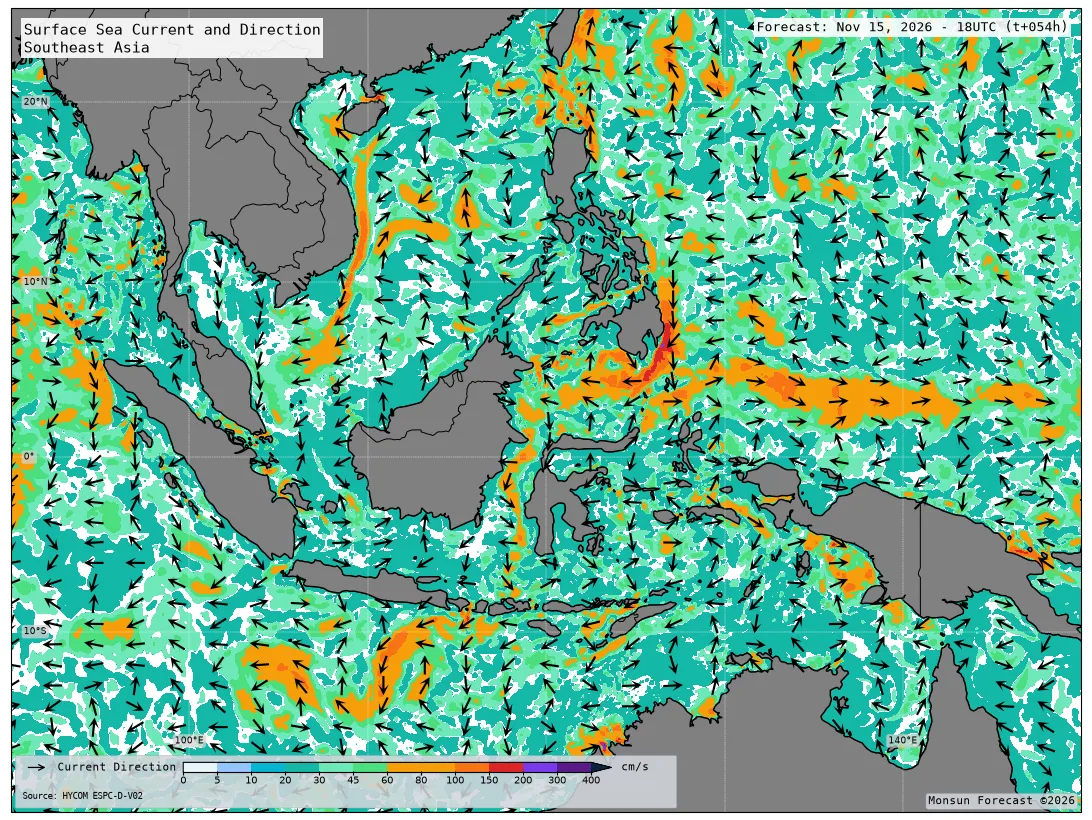 Surface Sea Current and Direction
Southeast Asia
Forecast: Nov 15, 2026 - 18UTC (t+054h)
20°N
10°N
0°
10°S
100°E
140°E
Current Direction
0 5 10 20 30 45 60 80 100 150 200 300 400 cm/s
Source: HYCOM ESPC-D-V02
Monsun Forecast ©2026